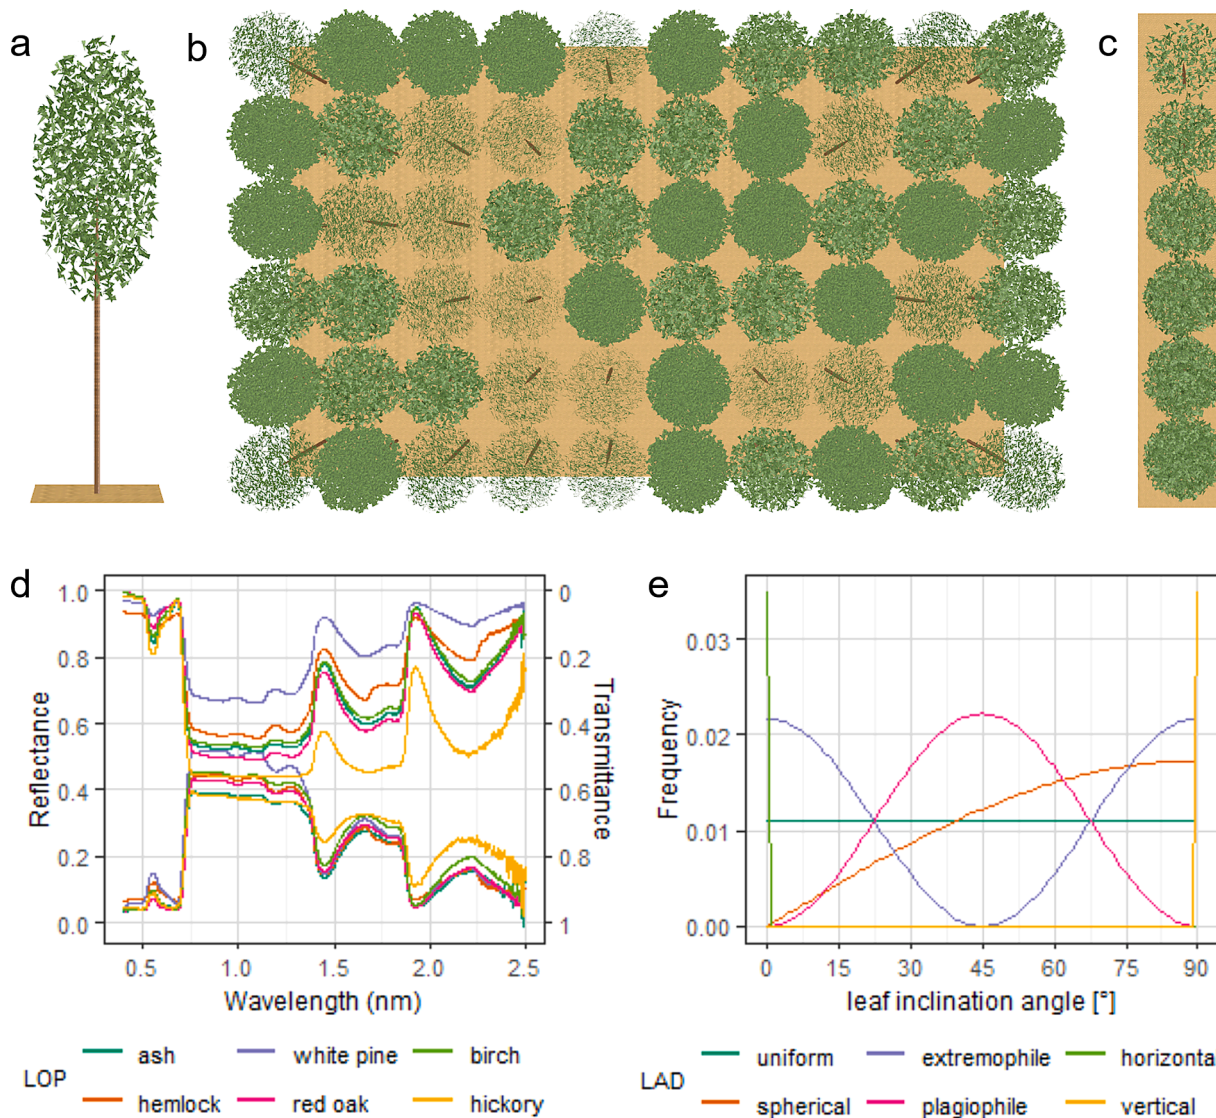 a
b
c
d
e
1.0
0.8
0.6
0.4
0.2
0.0
Reflectance
0
0.2
0.4
0.6
0.8
1
Transmittance
0.5 1.0 1.5 2.0 2.5
Wavelength (nm)
LOP
ash white pine birch
hemlock red oak hickory
0.03
0.02
0.01
0.00
Frequency
0 15 30 45 60 75 90
leaf inclination angle [°]
LAD
uniform extremophile horizonta
spherical plagiophile vertical